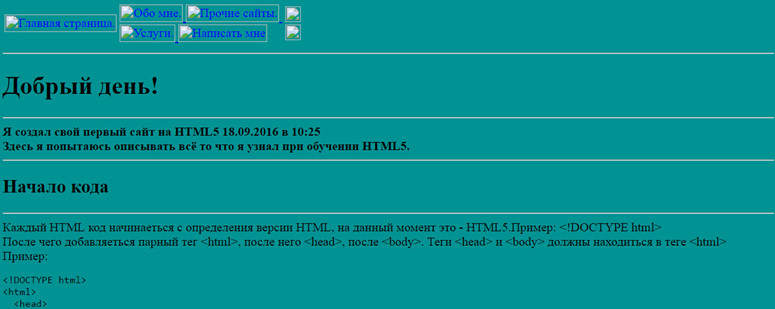 Главная страница.
Обо мне.
Прочие сайты.
Услуги.
Написать мне
Добрый день!
Я создал свой первый сайт на HTML5 18.09.2016 в 10:25
Здесь я попытаюсь описывать всё то что я узнал при обучении HTML5.
Начало кода
Каждый HTML код начинаеться с определения версии HTML, на данный момент это - HTML5.Пример: <!DOCTYPE html>
После чего добавляеться парный тег <html>, после него <head>, после <body>. Теги <head> и <body> должны находиться в теге <html>
Пример:
<!DOCTYPE html>
<html>
<head>